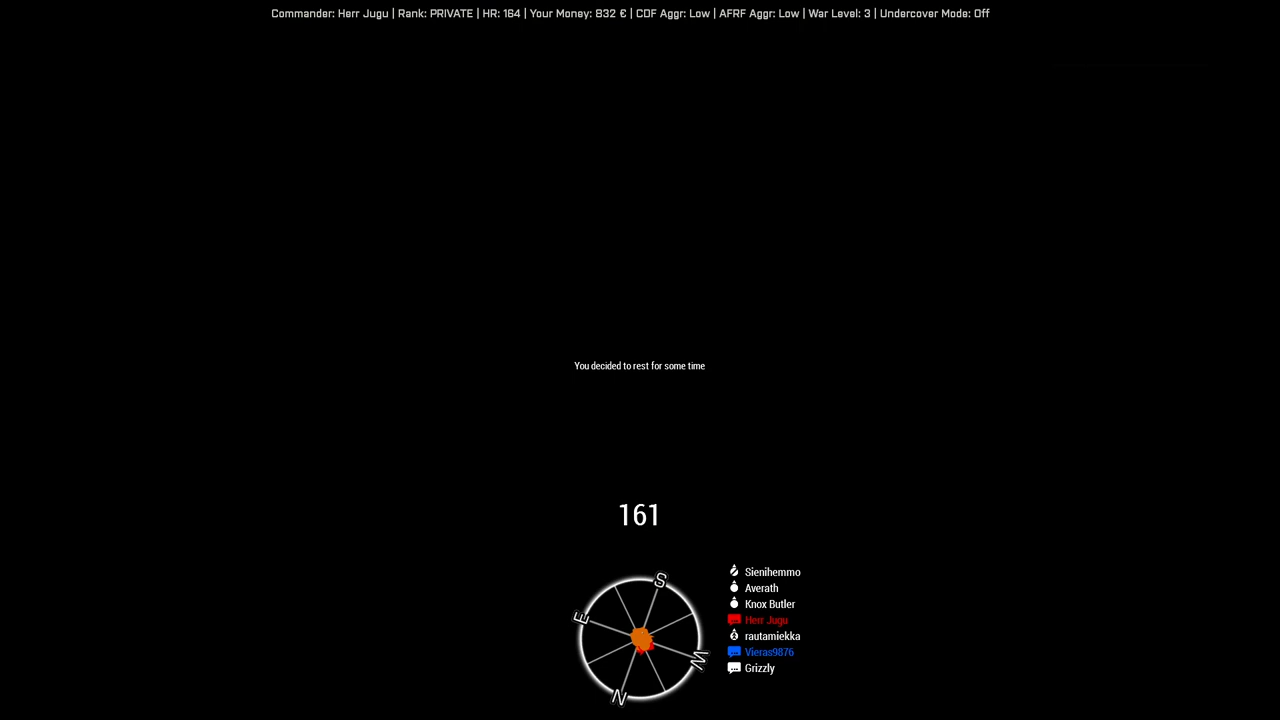 Commander: Herr Jugu | Rank: PRIVATE | HR: 164 | Your Money: 832 € | CDF Aggr: Low | AFRF Aggr: Low | War Level: 3 | Undercover Mode: Off
You decided to rest for some time
161
S
E
W
N
Sienihemmo
Averath
Knox Butler
Herr Jugu
rautamiekka
Vieras9876
Grizzly